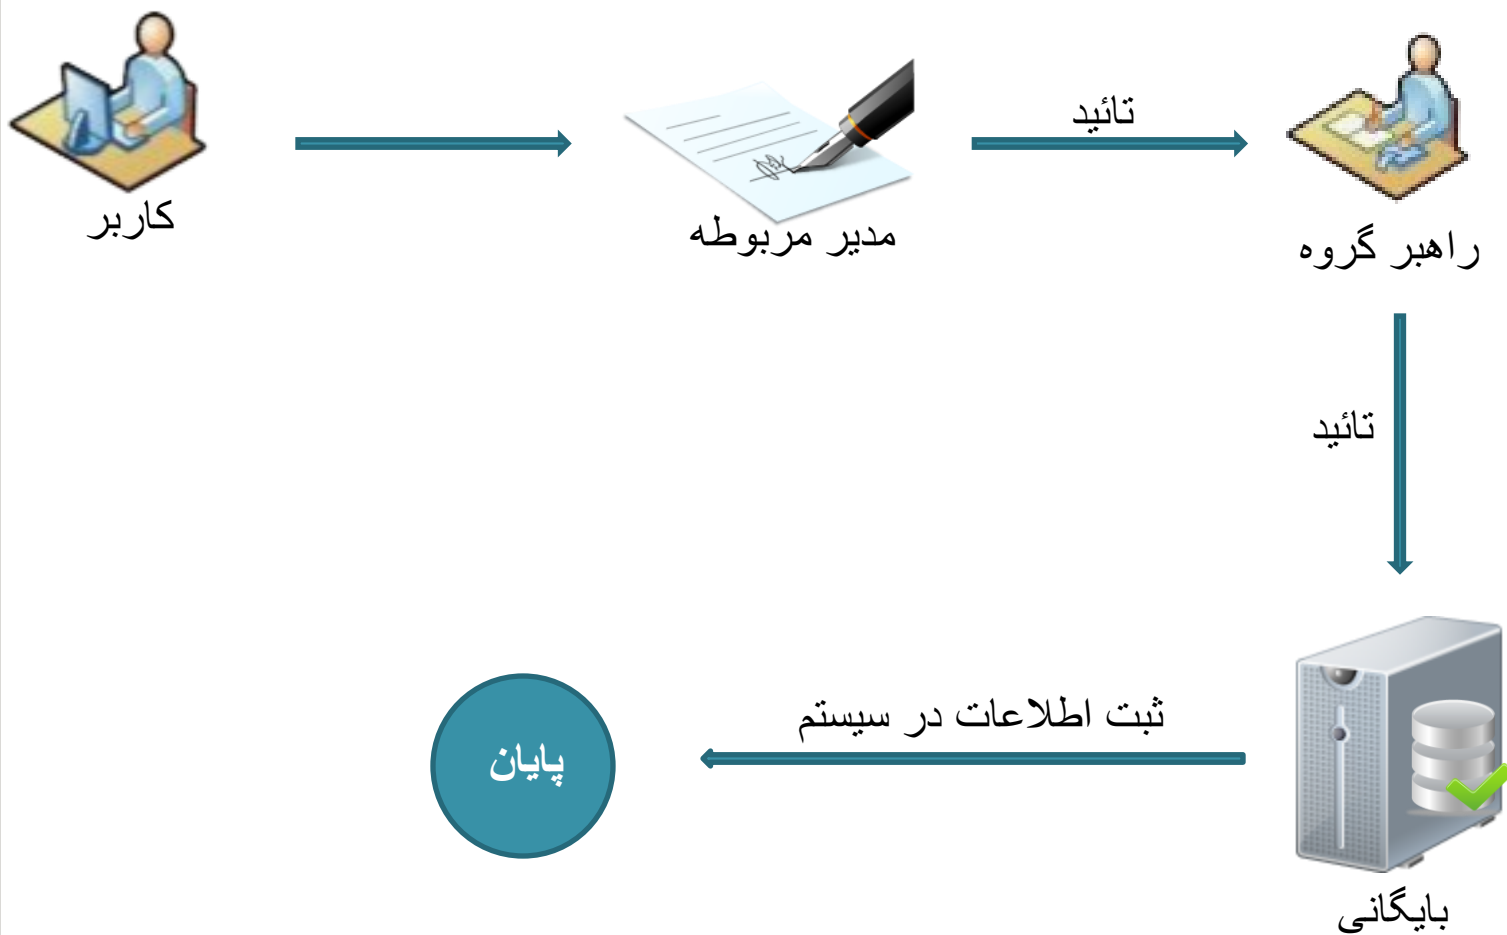 کاربر
مدیر مربوطه
تائید
راهبر گروه
تائید
بایگانی
ثبت اطلاعات در سیستم
پایان